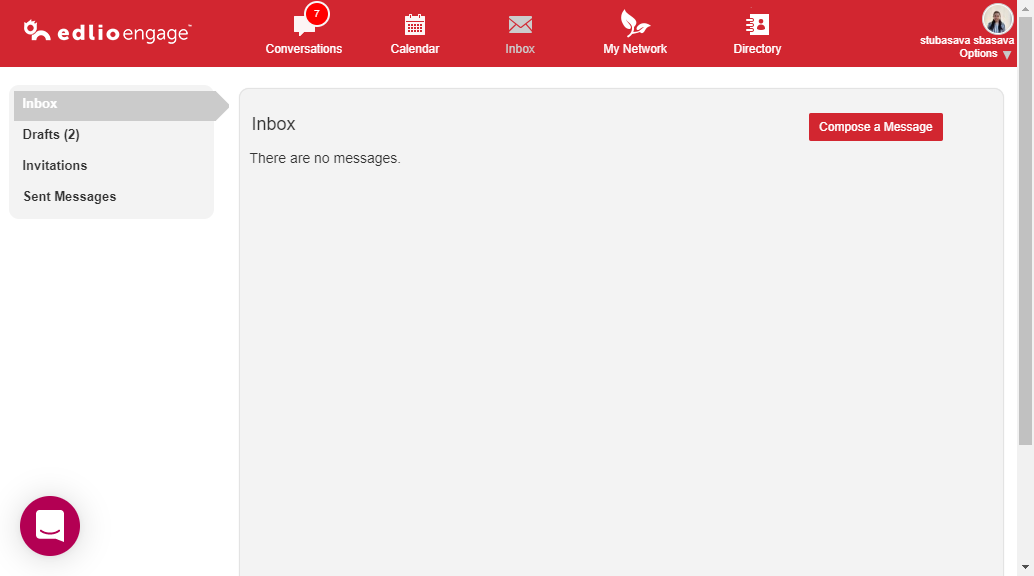 edlio engage™
7
Conversations
Calendar
Inbox
My Network
Directory
stubasava sbasava
Options ▼
Inbox
Drafts (2)
Invitations
Sent Messages
Inbox
Compose a Message
There are no messages.